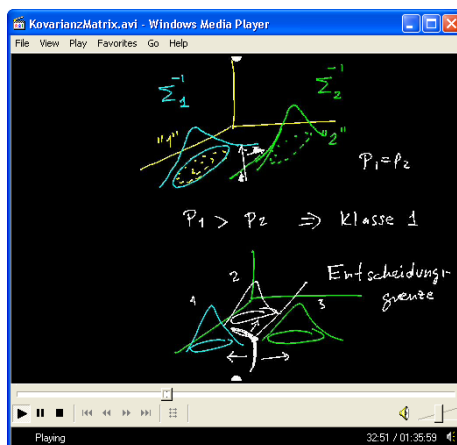 KovarianzMatrix.avi - Windows Media Player
File View Play Favorites Go Help
Σ₁⁻¹ Σ₂⁻¹
"1" "2"
P₁=P₂
P₁ > P₂ ⇒ Klasse 1
2
1 3
Entscheidungs-
grenze
Playing 32:51 / 01:35:59